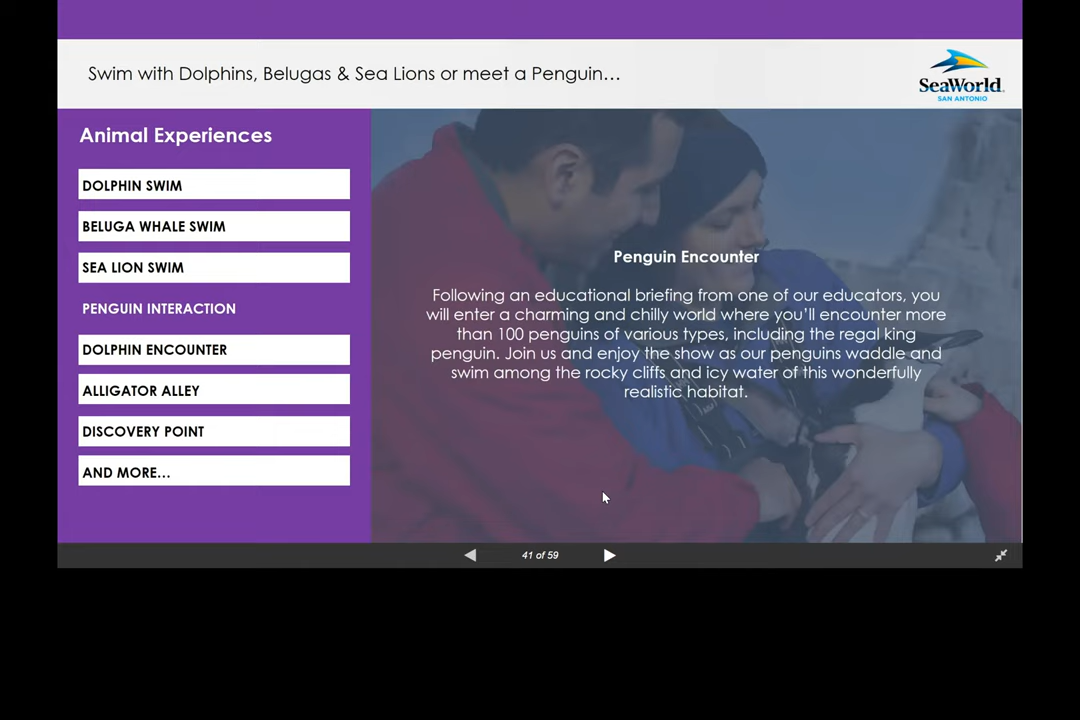 Swim with Dolphins, Belugas & Sea Lions or meet a Penguin...
SeaWorld
SAN ANTONIO
Animal Experiences
DOLPHIN SWIM
BELUGA WHALE SWIM
SEA LION SWIM
PENGUIN INTERACTION
DOLPHIN ENCOUNTER
ALLIGATOR ALLEY
DISCOVERY POINT
AND MORE...
Penguin Encounter
Following an educational briefing from one of our educators, you
will enter a charming and chilly world where you'll encounter more
than 100 penguins of various types, including the regal king
penguin. Join us and enjoy the show as our penguins waddle and
swim among the rocky cliffs and icy water of this wonderfully
realistic habitat.
41 of 59